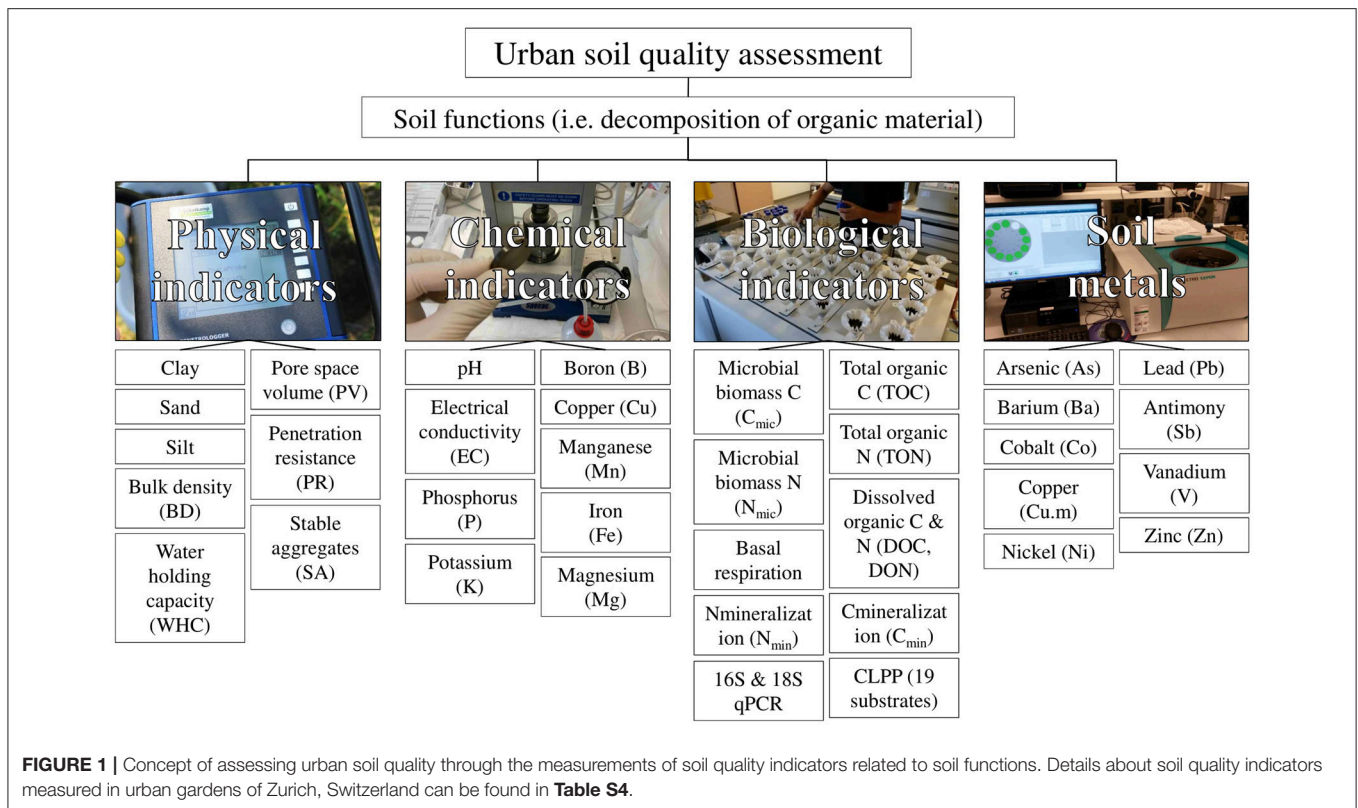 Urban soil quality assessment
Soil functions (i.e. decomposition of organic material)
Physical
indicators
Chemical
indicators
Biological
indicators
Soil
metals
Clay
Sand
Silt
Bulk density
(BD)
Water
holding
capacity
(WHC)
Pore space
volume (PV)
Penetration
resistance
(PR)
Stable
aggregates
(SA)
pH
Electrical
conductivity
(EC)
Phosphorus
(P)
Potassium
(K)
Boron (B)
Copper (Cu)
Manganese
(Mn)
Iron
(Fe)
Magnesium
(Mg)
Microbial
biomass C
(Cmic)
Microbial
biomass N
(Nmic)
Basal
respiration
Nmineralizat
ion (Nmin)
16S & 18S
qPCR
Total organic
C (TOC)
Total organic
N (TON)
Dissolved
organic C &
N (DOC,
DON)
Cmineralizat
ion (Cmin)
CLPP (19
substrates)
Arsenic (As)
Barium (Ba)
Cobalt (Co)
Copper
(Cu.m)
Nickel (Ni)
Lead (Pb)
Antimony
(Sb)
Vanadium
(V)
Zinc (Zn)
FIGURE 1 | Concept of assessing urban soil quality through the measurements of soil quality indicators related to soil functions. Details about soil quality indicators
measured in urban gardens of Zurich, Switzerland can be found in Table S4.